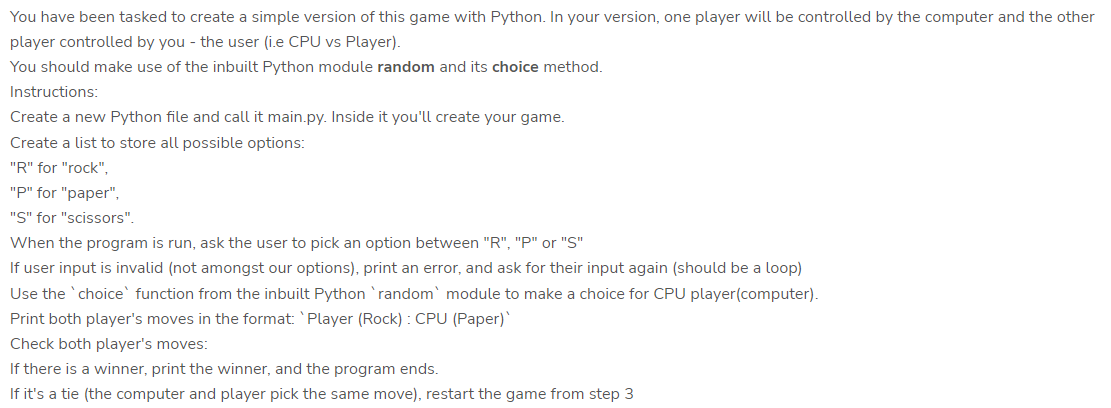 You have been tasked to create a simple version of this game with Python. In your version, one player will be controlled by the computer and the other
player controlled by you - the user (i.e CPU vs Player).
You should make use of the inbuilt Python module random and its choice method.
Instructions:
Create a new Python file and call it main.py. Inside it you'll create your game.
Create a list to store all possible options:
"R" for "rock",
"P" for "paper",
"S" for "scissors".
When the program is run, ask the user to pick an option between "R", "P" or "S"
If user input is invalid (not amongst our options), print an error, and ask for their input again (should be a loop)
Use the `choice` function from the inbuilt Python `random` module to make a choice for CPU player(computer).
Print both player's moves in the format: `Player (Rock) : CPU (Paper)`
Check both player's moves:
If there is a winner, print the winner, and the program ends.
If it's a tie (the computer and player pick the same move), restart the game from step 3